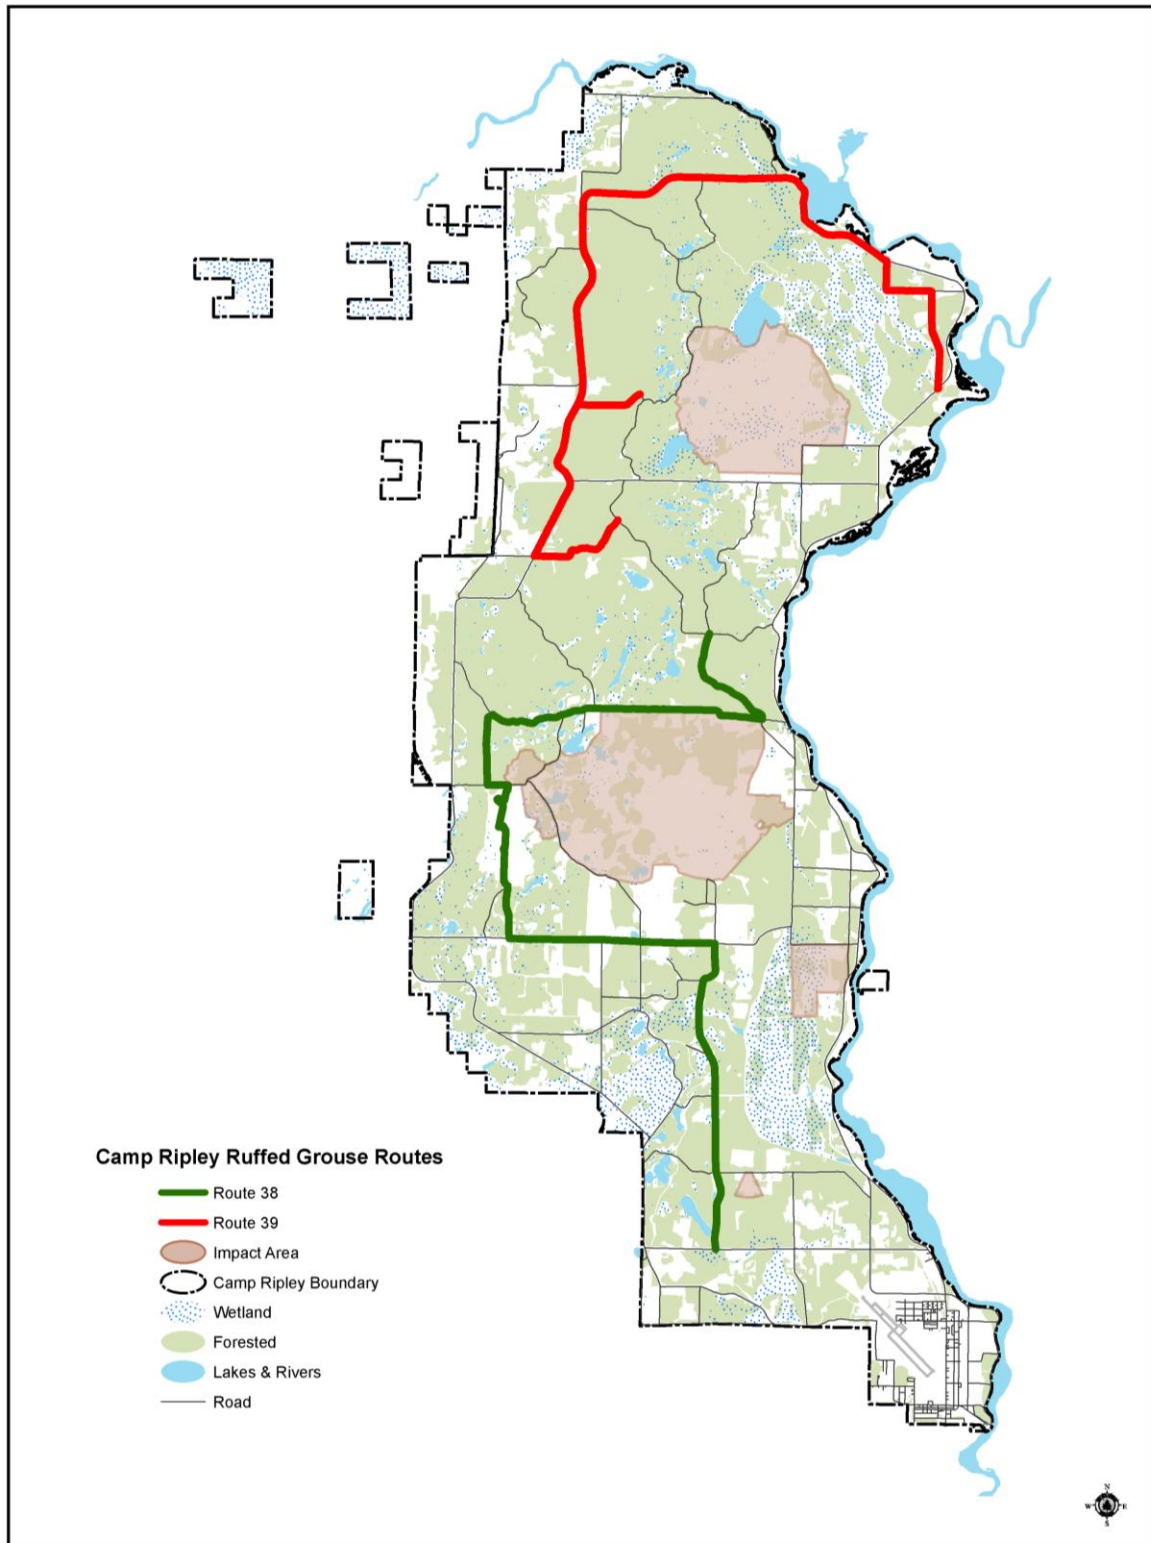 Camp Ripley Ruffed Grouse Routes
Route 38
Route 39
Impact Area
Camp Ripley Boundary
Wetland
Forested
Lakes & Rivers
Road
N
W E
S